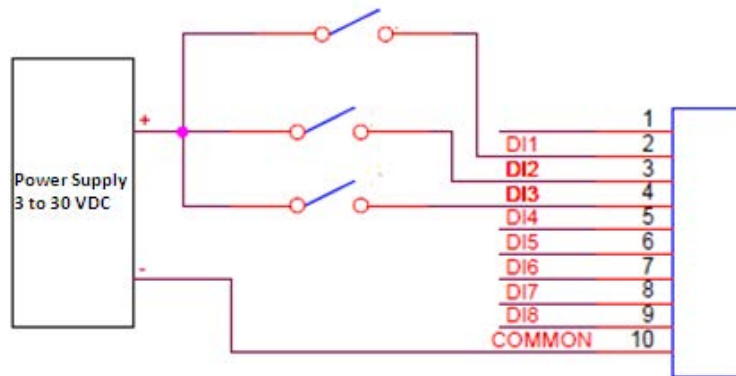 +
Power Supply
3 to 30 VDC
-
1
DI1 2
DI2 3
DI3 4
DI4 5
DI5 6
DI6 7
DI7 8
DI8 9
COMMON 10